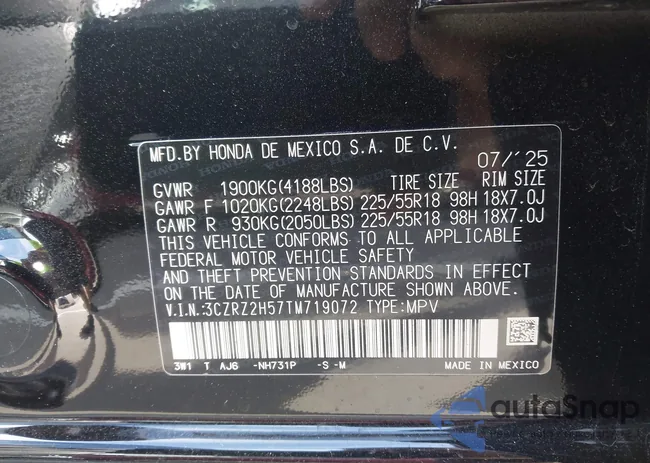 MFD.BY HONDA DE MEXICO S.A. DE C.V. 07/'25
GVWR 1900KG(4188LBS) TIRE SIZE RIM SIZE
GAWR F 1020KG(2248LBS) 225/55R18 98H 18X7.0J
GAWR R 930KG(2050LBS) 225/55R18 98H 18X7.0J
THIS VEHICLE CONFORMS TO ALL APPLICABLE
FEDERAL MOTOR VEHICLE SAFETY
AND THEFT PREVENTION STANDARDS IN EFFECT
ON THE DATE OF MANUFACTURE SHOWN ABOVE.
V.I.N.:3CZRZ2H57TM719072 TYPE:MPV
3W1 T AJ6 -NH731P -S -M MADE IN MEXICO
autoSnap